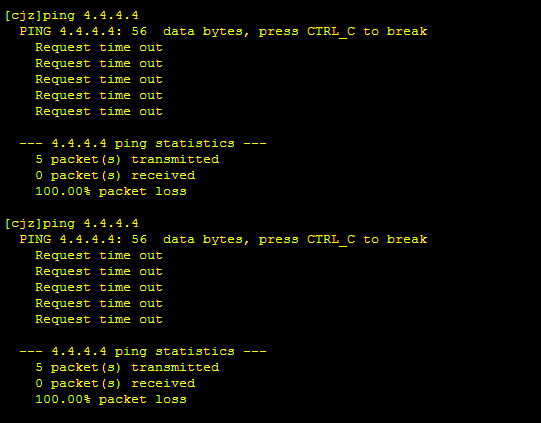 [cjz]ping 4.4.4.4
PING 4.4.4.4: 56  data bytes, press CTRL_C to break
Request time out
Request time out
Request time out
Request time out
Request time out
--- 4.4.4.4 ping statistics ---
5 packet(s) transmitted
0 packet(s) received
100.00% packet loss
[cjz]ping 4.4.4.4
PING 4.4.4.4: 56  data bytes, press CTRL_C to break
Request time out
Request time out
Request time out
Request time out
Request time out
--- 4.4.4.4 ping statistics ---
5 packet(s) transmitted
0 packet(s) received
100.00% packet loss